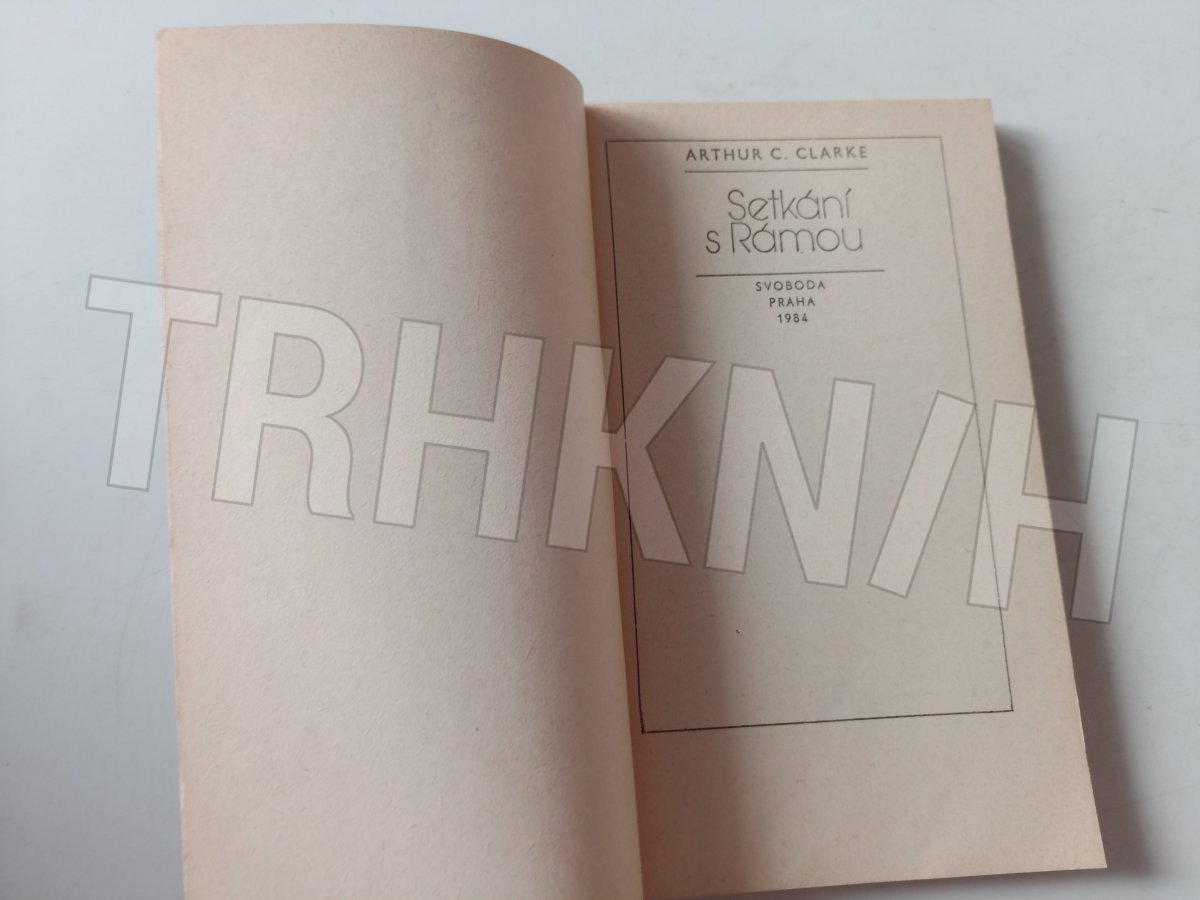 ARTHUR C. CLARKE
Setkání
s Rámou
SVOBODA
PRAHA
1984
TRHKNIH